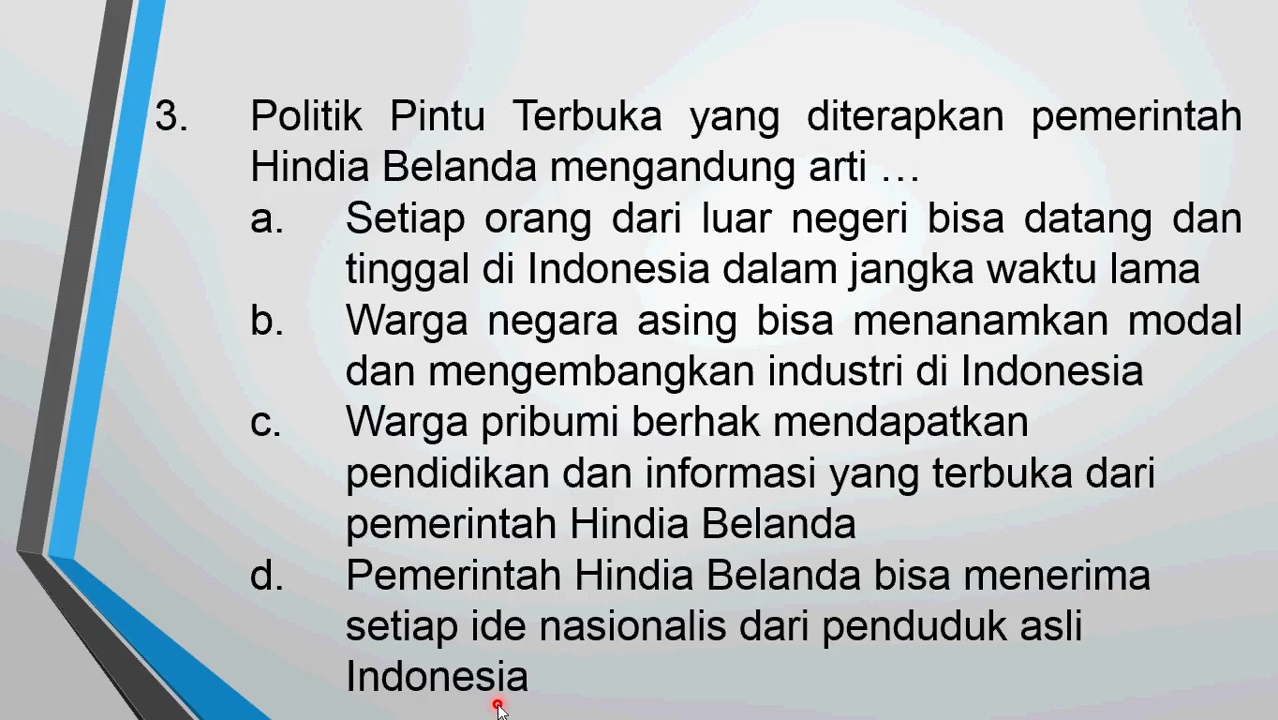 3. Politik Pintu Terbuka yang diterapkan pemerintah
Hindia Belanda mengandung arti …
a. Setiap orang dari luar negeri bisa datang dan
tinggal di Indonesia dalam jangka waktu lama
b. Warga negara asing bisa menanamkan modal
dan mengembangkan industri di Indonesia
c. Warga pribumi berhak mendapatkan
pendidikan dan informasi yang terbuka dari
pemerintah Hindia Belanda
d. Pemerintah Hindia Belanda bisa menerima
setiap ide nasionalis dari penduduk asli
Indonesia